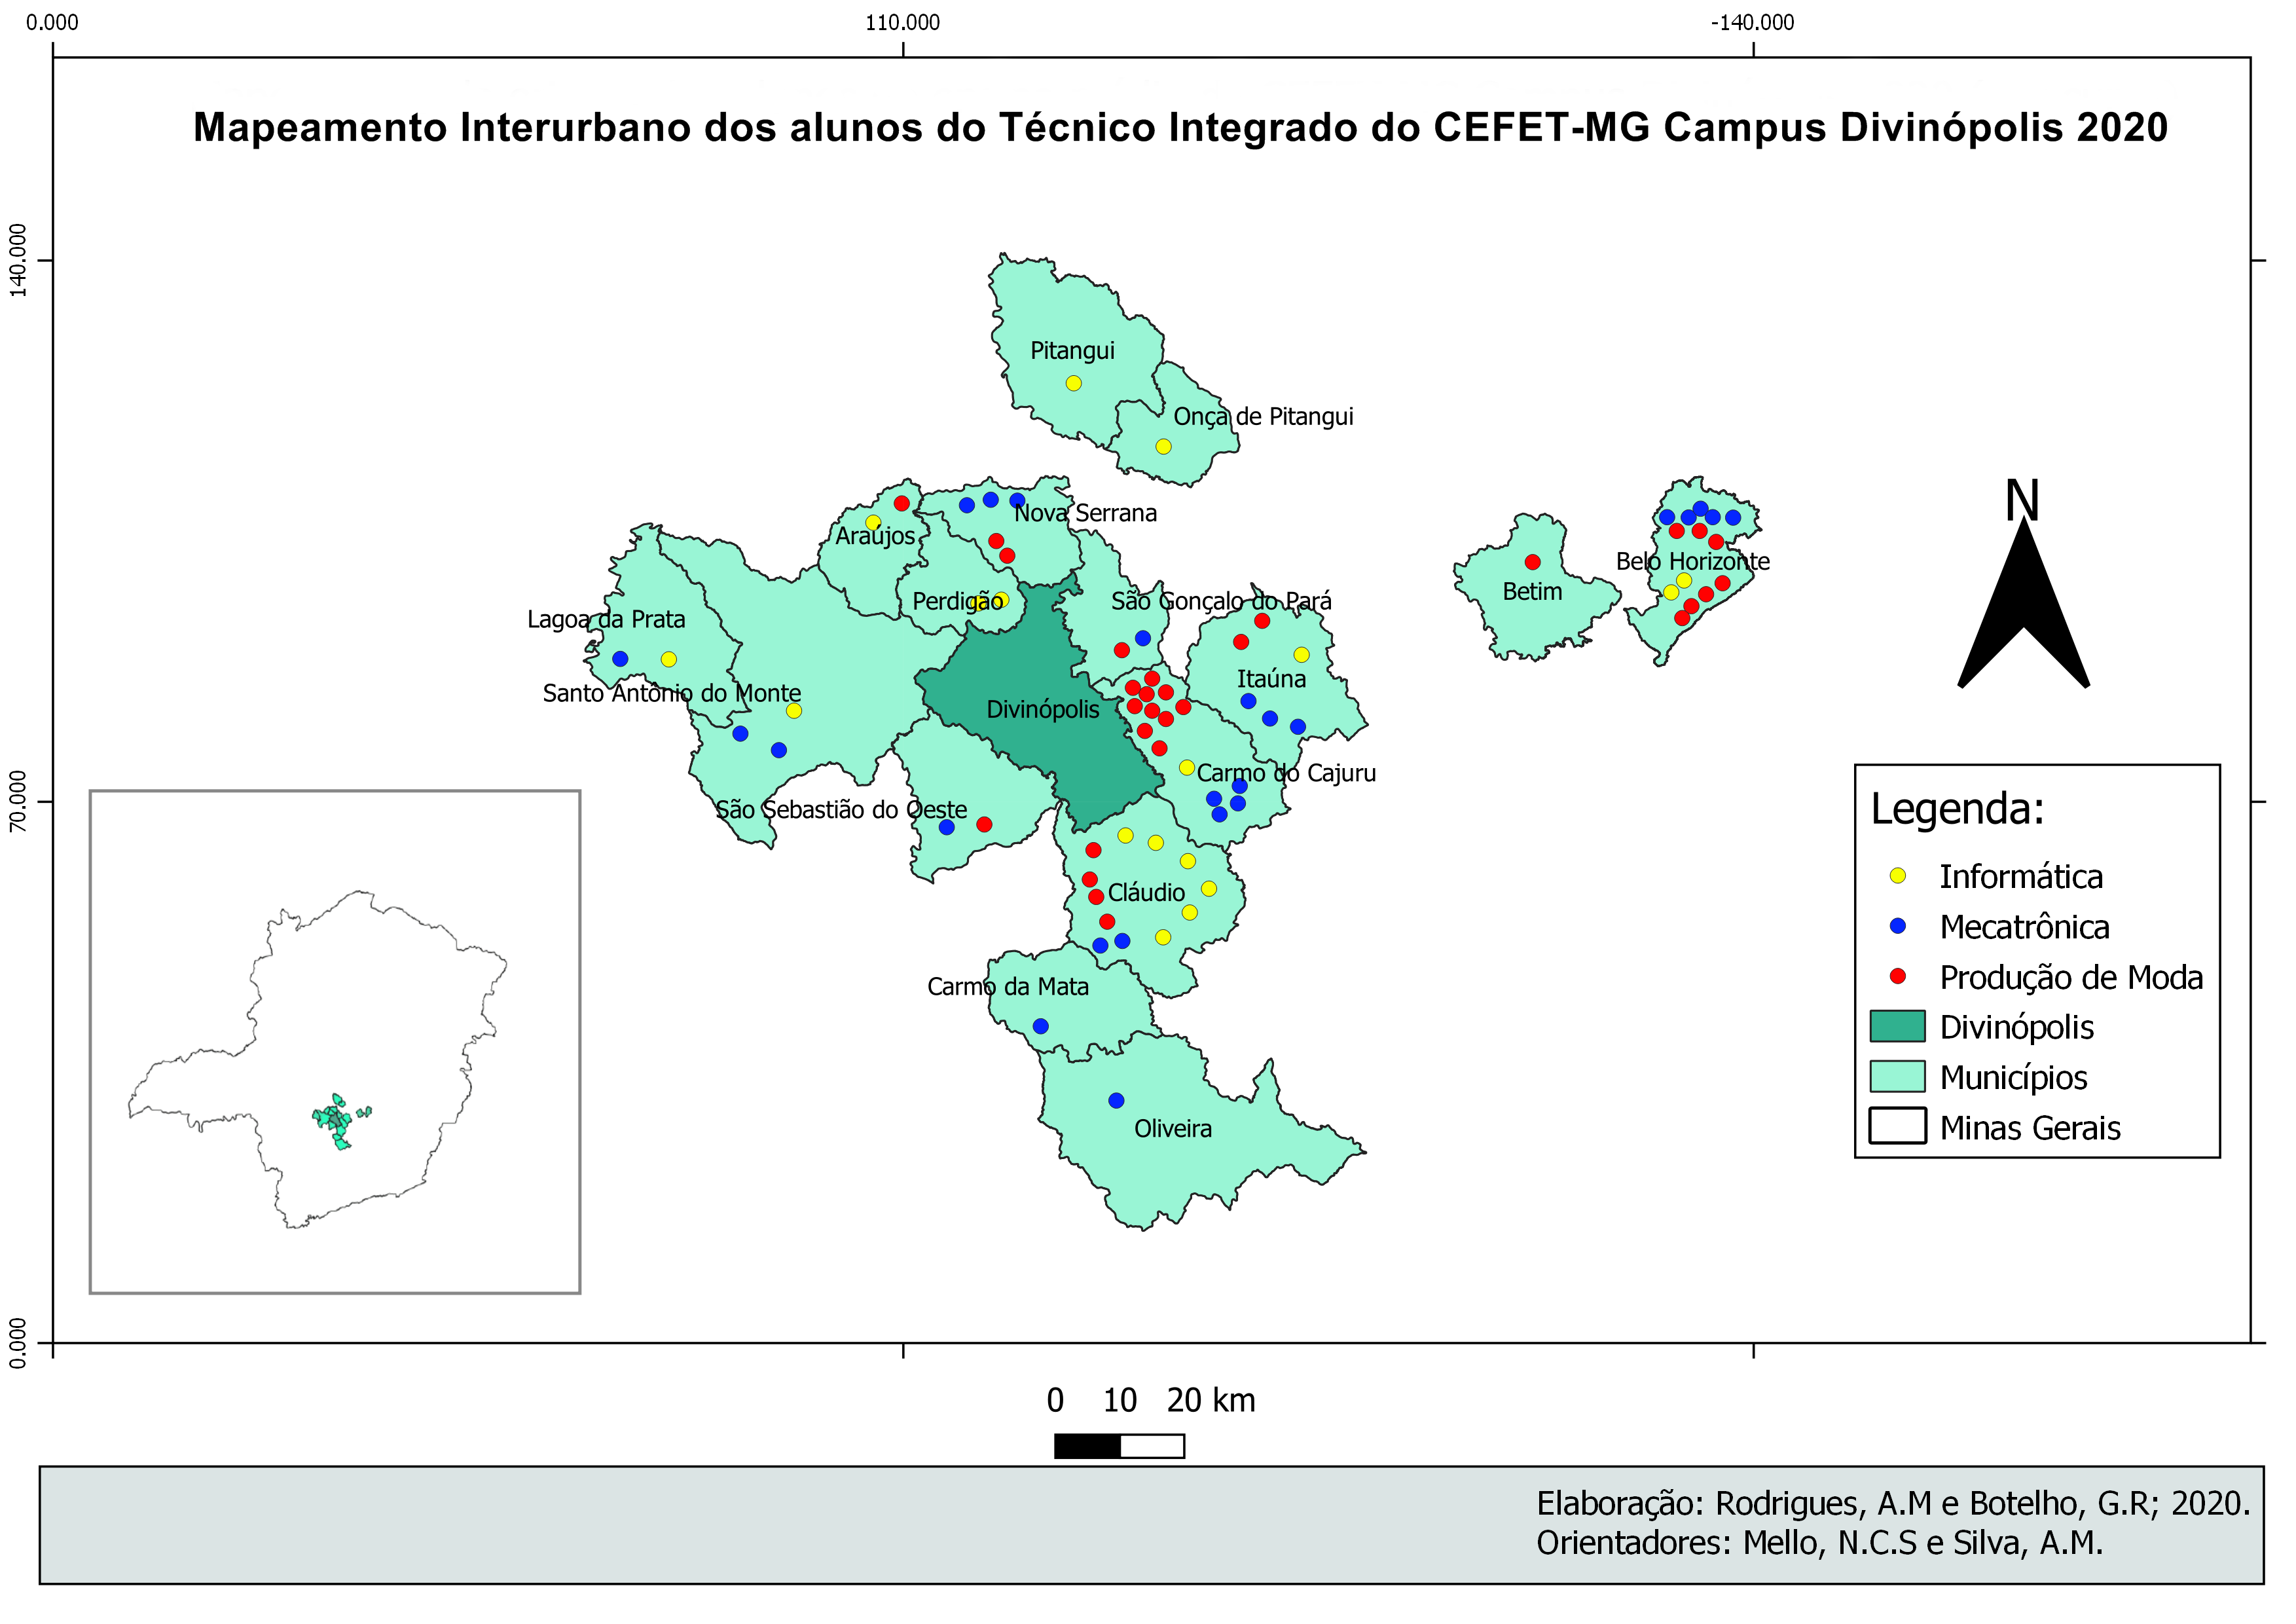 0.000 110.000 -140.000
Mapeamento Interurbano dos alunos do Técnico Integrado do CEFET-MG Campus Divinópolis 2020
140.000
Pitangui
Onça de Pitangui
N
Nova Serrana
Araújos
Belo Horizonte
Betim
Perdigão
São Gonçalo do Pará
Lagoa da Prata
Itaúna
Santo Antônio do Monte
Divinópolis
Carmo do Cajuru
70.000
São Sebastião do Oeste
Cláudio
Carmo da Mata
Oliveira
Legenda:
Informática
Mecatrônica
Produção de Moda
Divinópolis
Municípios
Minas Gerais
0.000
0 10 20 km
Elaboração: Rodrigues, A.M e Botelho, G.R; 2020.
Orientadores: Mello, N.C.S e Silva, A.M.